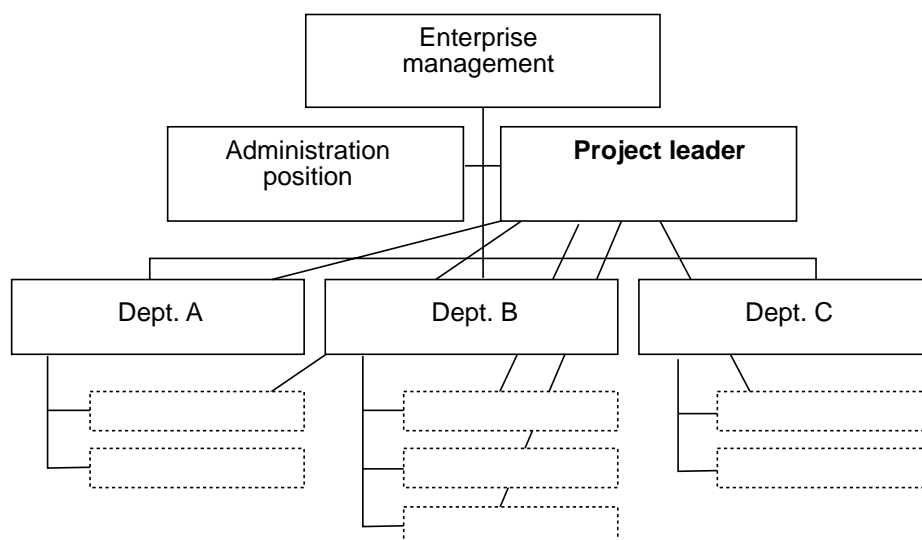 Enterprise
management
Administration
position
Project leader
Dept. A
Dept. B
Dept. C